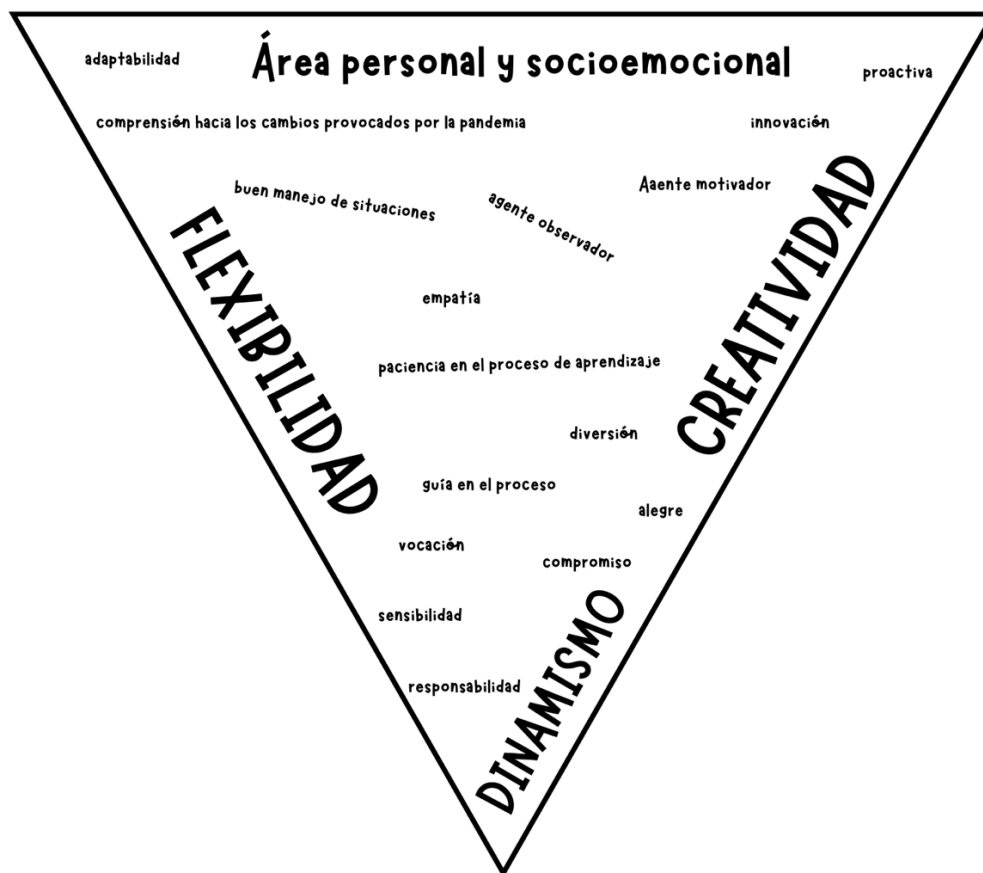 Área personal y socioemocional
adaptabilidad
proactiva
comprensión hacia los cambios provocados por la pandemia
innovación
buen manejo de situaciones
agente observador
Aaente motivador
FLEXIBILIDAD
CREATIVIDAD
empatía
paciencia en el proceso de aprendizaje
diversión
guía en el proceso
alegre
vocación
compromiso
sensibilidad
DINAMISMO
responsabilidad